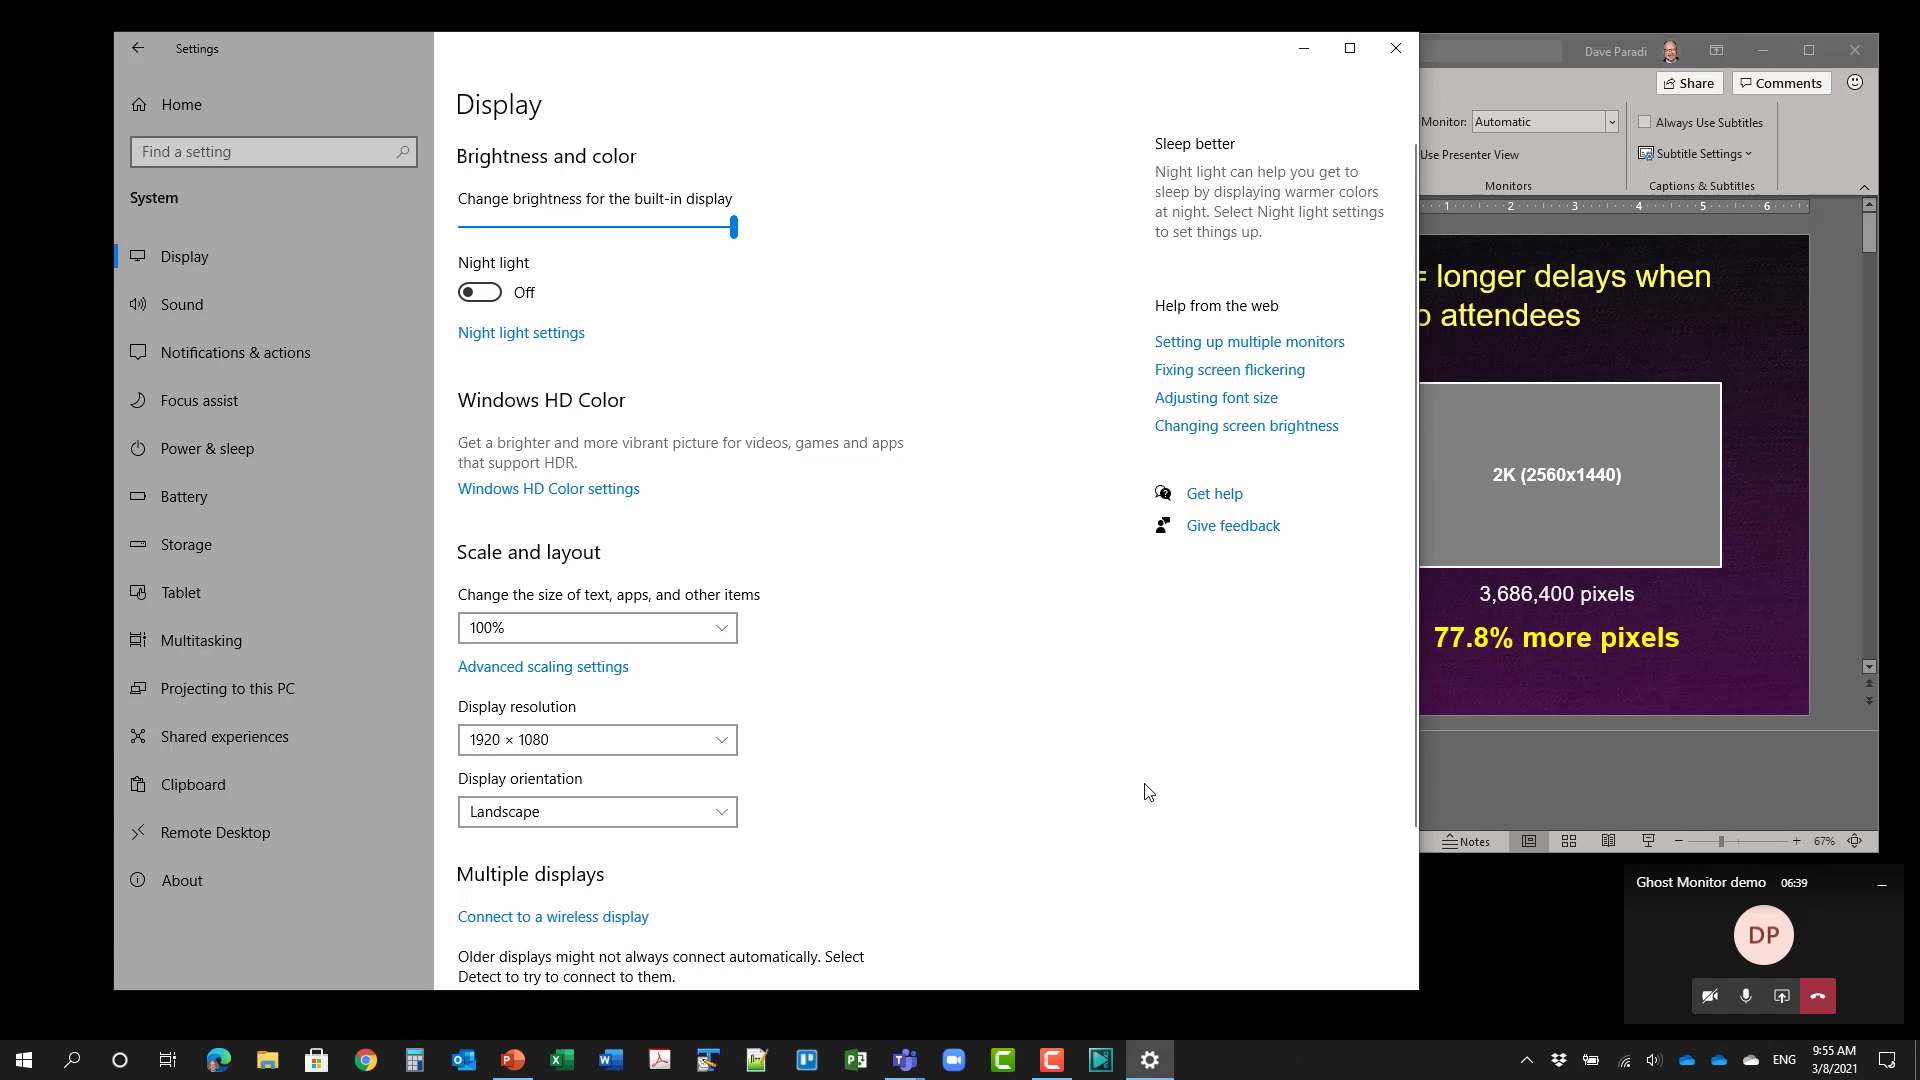 Settings
Home
Find a setting
System
Display
Sound
Notifications & actions
Focus assist
Power & sleep
Battery
Storage
Tablet
Multitasking
Projecting to this PC
Shared experiences
Clipboard
Remote Desktop
About
Display
Brightness and color
Change brightness for the built-in display
Night light
Off
Night light settings
Windows HD Color
Get a brighter and more vibrant picture for videos, games and apps
that support HDR.
Windows HD Color settings
Scale and layout
Change the size of text, apps, and other items
100%
Advanced scaling settings
Display resolution
1920 × 1080
Display orientation
Landscape
Multiple displays
Connect to a wireless display
Older displays might not always connect automatically. Select
Detect to try to connect to them.
Sleep better
Night light can help you get to
sleep by displaying warmer colors
at night. Select Night light settings
to set things up.
Help from the web
Setting up multiple monitors
Fixing screen flickering
Adjusting font size
Changing screen brightness
Get help
Give feedback
Dave Paradi
Share
Comments
Monitor: Automatic
Always Use Subtitles
Use Presenter View
Subtitle Settings
Monitors
Captions & Subtitles
1 2 3 4 5 6
= longer delays when
o attendees
2K (2560x1440)
3,686,400 pixels
77.8% more pixels
Notes
67%
Ghost Monitor demo 06:39
DP
ENG
9:55 AM
3/8/2021